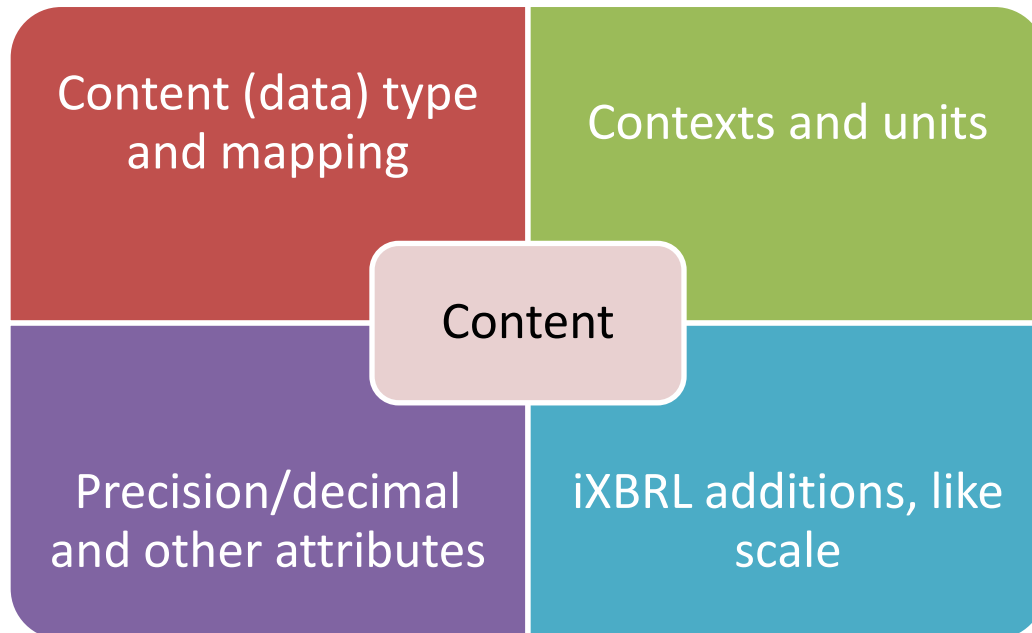 Content (data) type
and mapping
Contexts and units
Content
Precision/decimal
and other attributes
iXBRL additions, like
scale